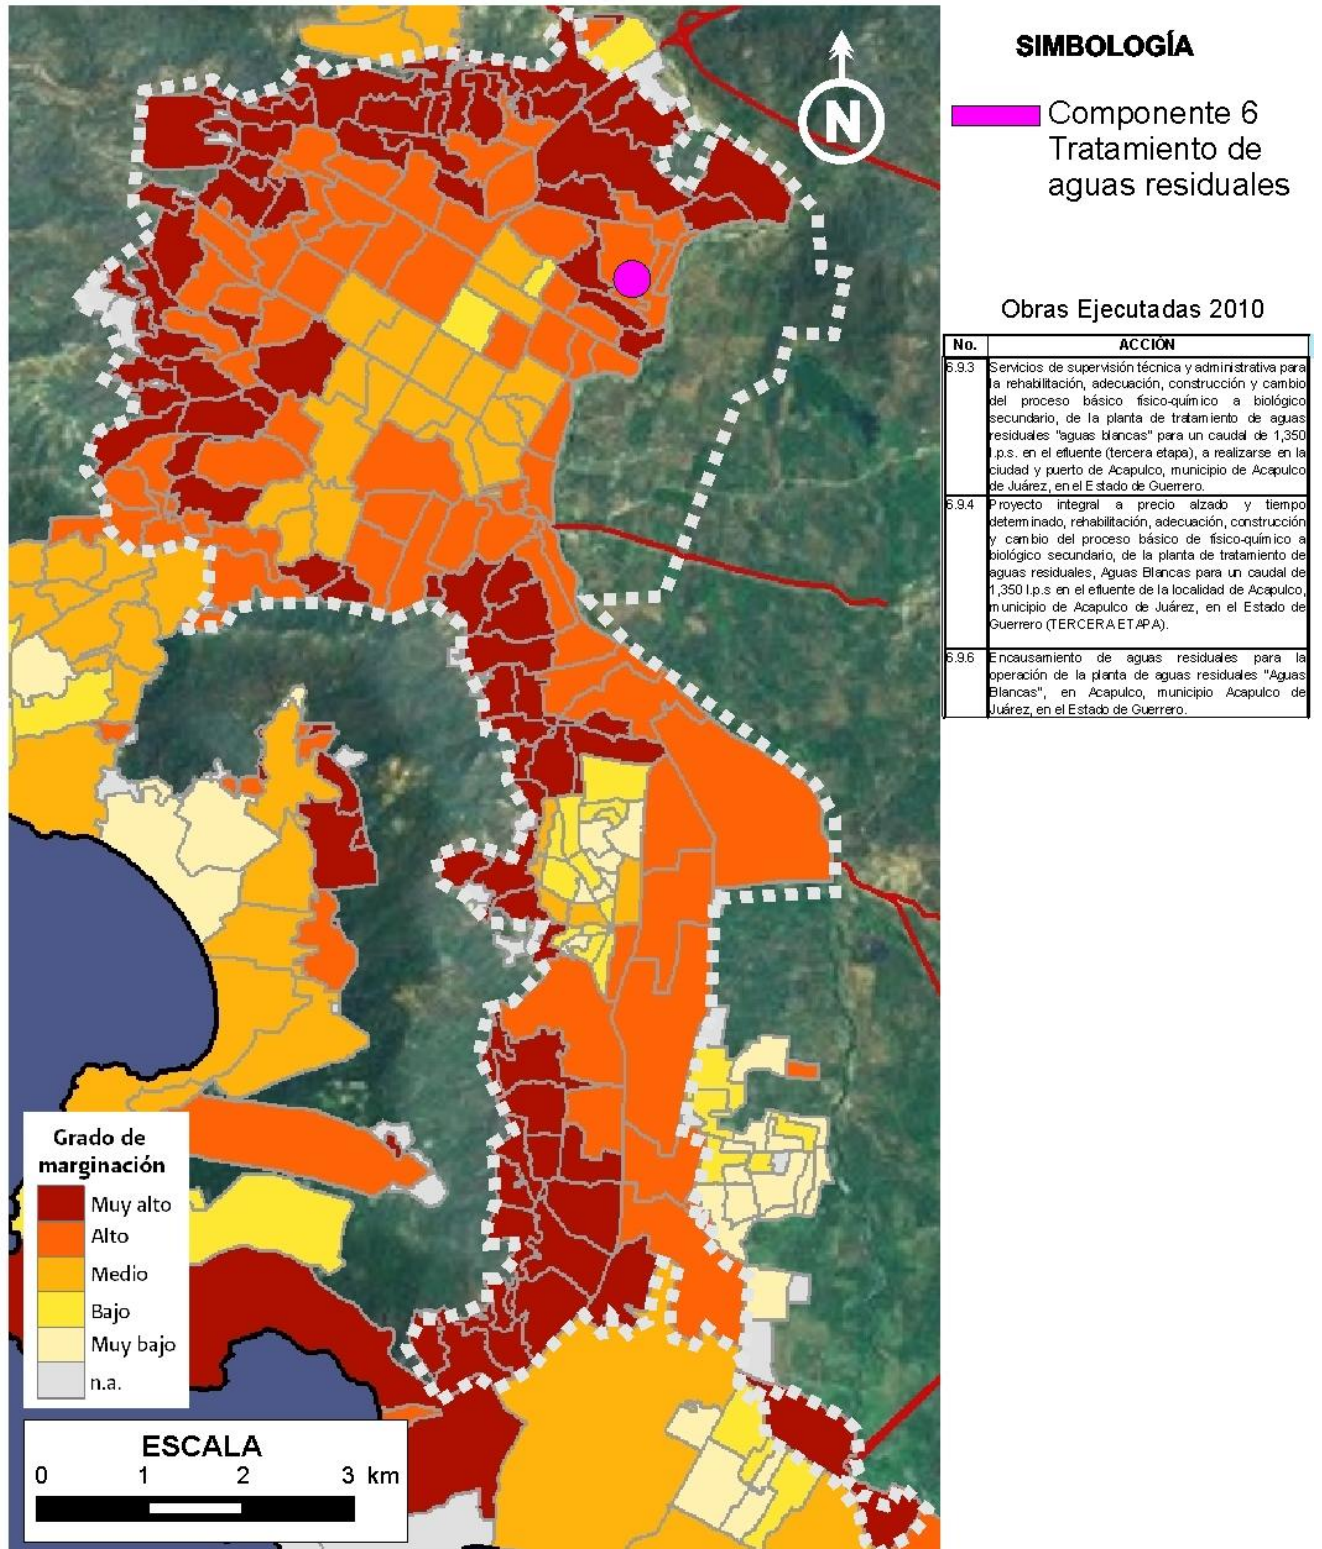 N
SIMBOLOGÍA
Componente 6
Tratamiento de
aguas residuales
Obras Ejecutadas 2010
No. ACCIÓN
6.9.3 Servicios de supervisión técnica y administrativa para
la rehabilitación, adecuación, construcción y cambio
del proceso básico físico-químico a biológico
secundario, de la planta de tratamiento de aguas
residuales "aguas blancas" para un caudal de 1,350
l.p.s. en el efluente (tercera etapa), a realizarse en la
ciudad y puerto de Acapulco, municipio de Acapulco
de Juárez, en el Estado de Guerrero.
6.9.4 Proyecto integral a precio alzado y tiempo
determinado, rehabilitación, adecuación, construcción
y cambio del proceso básico de físico-químico a
biológico secundario, de la planta de tratamiento de
aguas residuales, Aguas Blancas para un caudal de
1,350 l.p.s en el efluente de la localidad de Acapulco,
municipio de Acapulco de Juárez, en el Estado de
Guerrero (TERCERA ETAPA).
6.9.6 Encausamiento de aguas residuales para la
operación de la planta de aguas residuales "Aguas
Blancas", en Acapulco, municipio Acapulco de
Juárez, en el Estado de Guerrero.
Grado de
marginación
Muy alto
Alto
Medio
Bajo
Muy bajo
n.a.
ESCALA
0 1 2 3 km